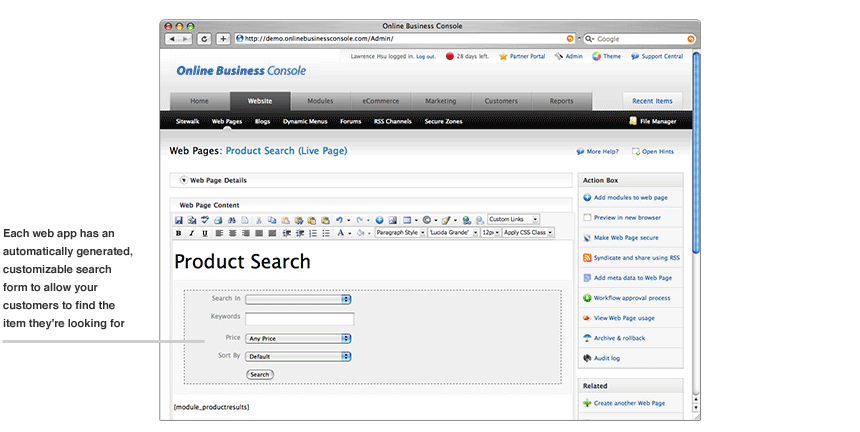 Online Business Console
http://demo.onlinebusinessconsole.com/Admin/
Google
Lawrence Hsu logged in. Log out.
28 days left.
Partner Portal
Admin
Theme
Support Central
Online Business Console
Home
Website
Modules
eCommerce
Marketing
Customers
Reports
Recent Items
Sitewalk
Web Pages
Blogs
Dynamic Menus
Forums
RSS Channels
Secure Zones
File Manager
Web Pages: Product Search (Live Page)
More Help?
Open Hints
Web Page Details
Web Page Content
Custom Links
B I U
Paragraph Style
'Lucida Grande'
12px
Apply CSS Class
Product Search
Search In
Keywords
Price
Any Price
Sort By
Default
Search
{module_productresults}
Action Box
Add modules to web page
Preview in new browser
Make Web Page secure
Syndicate and share using RSS
Add meta data to Web Page
Workflow approval process
View Web Page usage
Archive & rollback
Audit log
Related
Create another Web Page
Each web app has an
automatically generated,
customizable search
form to allow your
customers to find the
item they're looking for